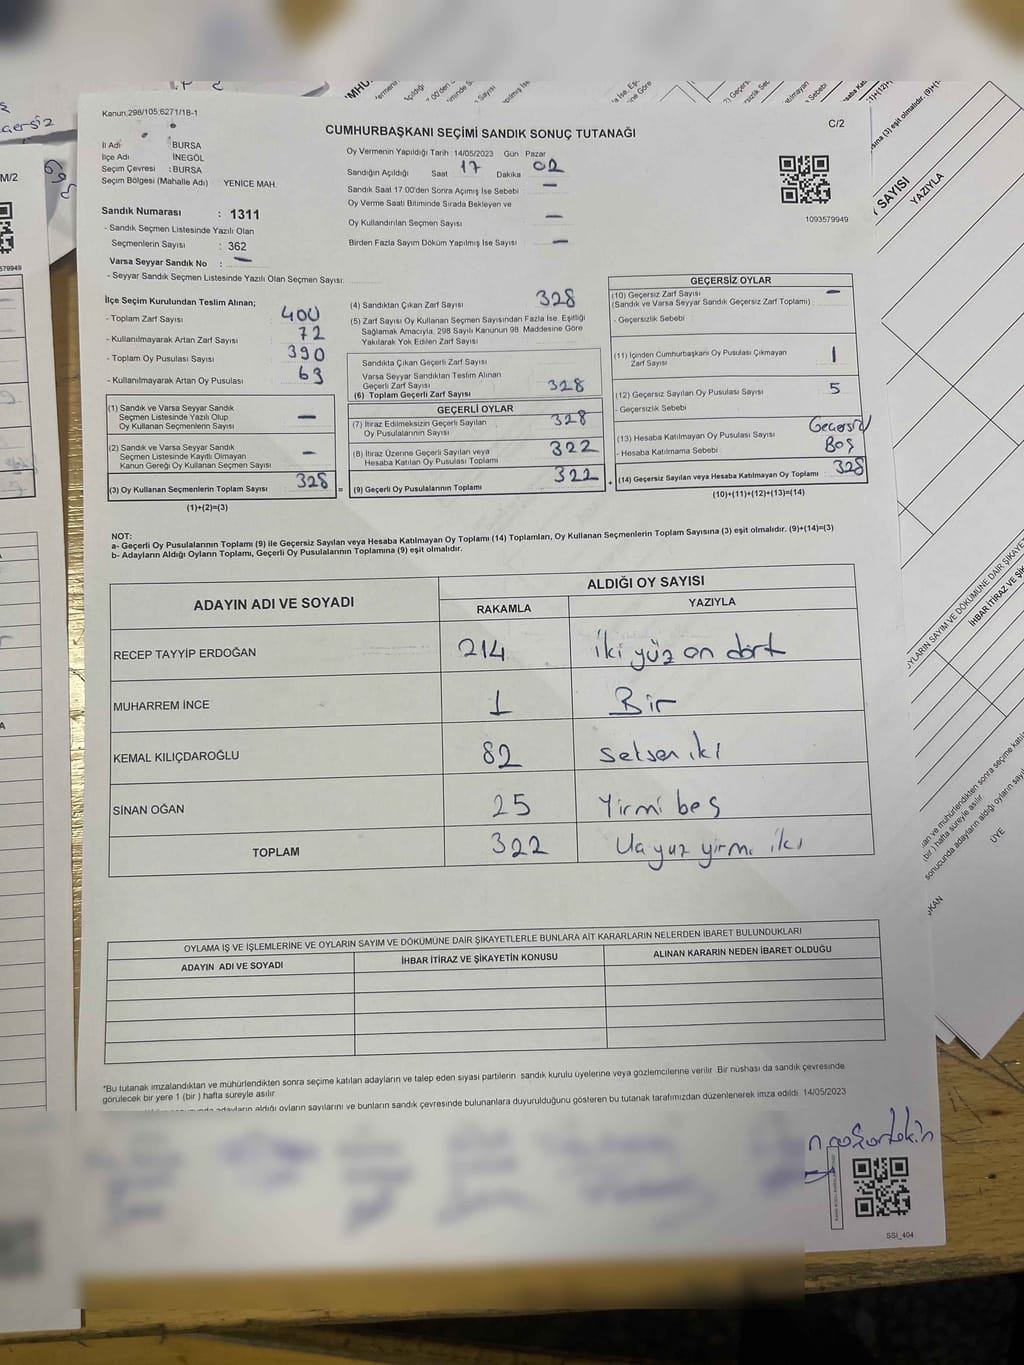 Kanun:298/105;6271/18-1
C/2
CUMHURBAŞKANI SEÇİMİ SANDIK SONUÇ TUTANAĞI
İl Adı : BURSA
İlçe Adı : İNEGÖL
Seçim Çevresi : BURSA
Seçim Bölgesi (Mahalle Adı) YENİCE MAH.
Sandık Numarası : 1311
- Sandık Seçmen Listesinde Yazılı Olan
Seçmenlerin Sayısı : 362
Varsa Seyyar Sandık No : —
- Seyyar Sandık Seçmen Listesinde Yazılı Olan Seçmen Sayısı:
Oy Vermenin Yapıldığı Tarih :14/05/2023 Gün Pazar
Sandığın Açıldığı Saat 17 Dakika 02
Sandık Saat 17.00'den Sonra Açımış İse Sebebi —
Oy Verme Saati Bitiminde Sırada Bekleyen ve
Oy Kullandırılan Seçmen Sayısı —
Birden Fazla Sayım Döküm Yapılmış İse Sayısı —
1093579949
İlçe Seçim Kurulundan Teslim Alınan;
- Toplam Zarf Sayısı 400
- Kullanılmayarak Artan Zarf Sayısı 72
- Toplam Oy Pusulası Sayısı 390
- Kullanılmayarak Artan Oy Pusulası 63
(1) Sandık ve Varsa Seyyar Sandık
Seçmen Listesinde Yazılı Olup
Oy Kullanan Seçmenlerin Sayısı —
(2) Sandık ve Varsa Seyyar Sandık
Seçmen Listesinde Kayıtlı Olmayan
Kanun Gereği Oy Kullanan Seçmen Sayısı —
(3) Oy Kullanan Seçmenlerin Toplam Sayısı 328
(1)+(2)=(3)
=
(4) Sandıktan Çıkan Zarf Sayısı 328
(5) Zarf Sayısı Oy Kullanan Seçmen Sayısından Fazla İse, Eşitliği
Sağlamak Amacıyla, 298 Sayılı Kanunun 98. Maddesine Göre
Yakılarak Yok Edilen Zarf Sayısı
Sandıkta Çıkan Geçerli Zarf Sayısı
Varsa Seyyar Sandıktan Teslim Alınan
Geçerli Zarf Sayısı
(6) Toplam Geçerli Zarf Sayısı 328
GEÇERLİ OYLAR
(7) İtiraz Edilmeksizin Geçerli Sayılan
Oy Pusulalarının Sayısı 328
(8) İtiraz Üzerine Geçerli Sayılan veya
Hesaba Katılan Oy Pusulası Toplamı 322
(9) Geçerli Oy Pusulalarının Toplamı 322
+
GEÇERSİZ OYLAR
(10) Geçersiz Zarf Sayısı —
(Sandık ve Varsa Seyyar Sandık Geçersiz Zarf Toplamı)
- Geçersizlik Sebebi
(11) İçinden Cumhurbaşkanı Oy Pusulası Çıkmayan
Zarf Sayısı 1
(12) Geçersiz Sayılan Oy Pusulası Sayısı 5
- Geçersizlik Sebebi
(13) Hesaba Katılmayan Oy Pusulası Sayısı
- Hesaba Katılmama Sebebi Boş
(14) Geçersiz Sayılan veya Hesaba Katılmayan Oy Toplamı 328
(10)+(11)+(12)+(13)=(14)
NOT:
a- Geçerli Oy Pusulalarının Toplamı (9) ile Geçersiz Sayılan veya Hesaba Katılmayan Oy Toplamı (14) Toplamları, Oy Kullanan Seçmenlerin Toplam Sayısına (3) eşit olmalıdır. (9)+(14)=(3)
b- Adayların Aldığı Oyların Toplamı, Geçerli Oy Pusulalarının Toplamına (9) eşit olmalıdır.
ADAYIN ADI VE SOYADI
ALDIĞI OY SAYISI
RAKAMLA YAZIYLA
RECEP TAYYİP ERDOĞAN 214 iki yüz on dört
MUHARREM İNCE 1 Bir
KEMAL KILIÇDAROĞLU 82 seksen iki
SİNAN OĞAN 25 Yirmi beş
TOPLAM 322 Üçyüz yirmi iki
OYLAMA İŞ VE İŞLEMLERİNE VE OYLARIN SAYIM VE DÖKÜMÜNE DAİR ŞİKAYETLERLE BUNLARA AİT KARARLARIN NELERDEN İBARET BULUNDUKLARI
ADAYIN ADI VE SOYADI İHBAR İTİRAZ VE ŞİKAYETİN KONUSU ALINAN KARARIN NEDEN İBARET OLDUĞU
*Bu tutanak imzalandıktan ve mühürlendikten sonra seçime katılan adayların ve talep eden siyasi partilerin sandık kurulu üyelerine veya gözlemcilerine verilir. Bir nüshası da sandık çevresinde
görülecek bir yere 1 (bir ) hafta süreyle asılır.
adayların aldığı oyların sayılarını ve bunların sandık çevresinde bulunanlara duyurulduğunu gösteren bu tutanak tarafımızdan düzenlenerek imza edildi. 14/05/2023
SSI_404
M/2
SAYISI
YAZIYLA
ÜYE